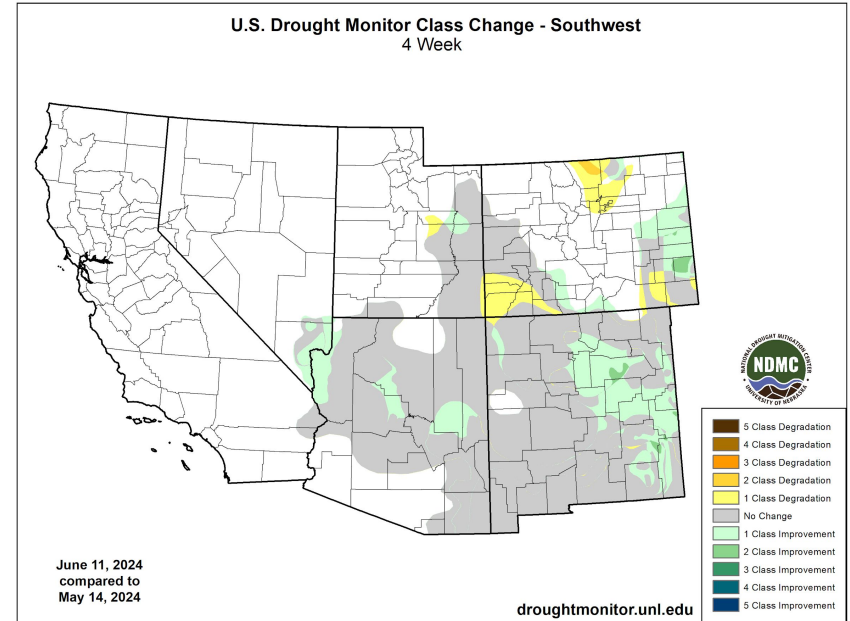 U.S. Drought Monitor Class Change - Southwest
4 Week
NATIONAL DROUGHT MITIGATION CENTER
NDMC
UNIVERSITY OF NEBRASKA
5 Class Degradation
4 Class Degradation
3 Class Degradation
2 Class Degradation
1 Class Degradation
No Change
1 Class Improvement
2 Class Improvement
3 Class Improvement
4 Class Improvement
5 Class Improvement
June 11, 2024
compared to
May 14, 2024
droughtmonitor.unl.edu